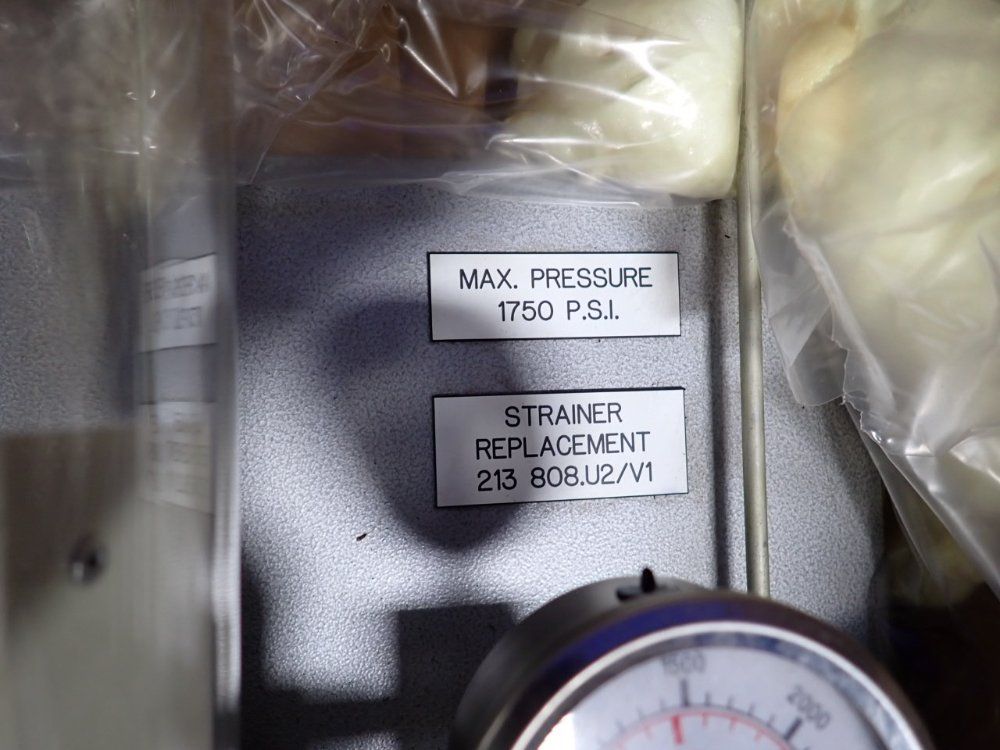 MAX. PRESSURE
1750 P.S.I.
STRAINER
REPLACEMENT
213 808.U2/V1
1500
2000